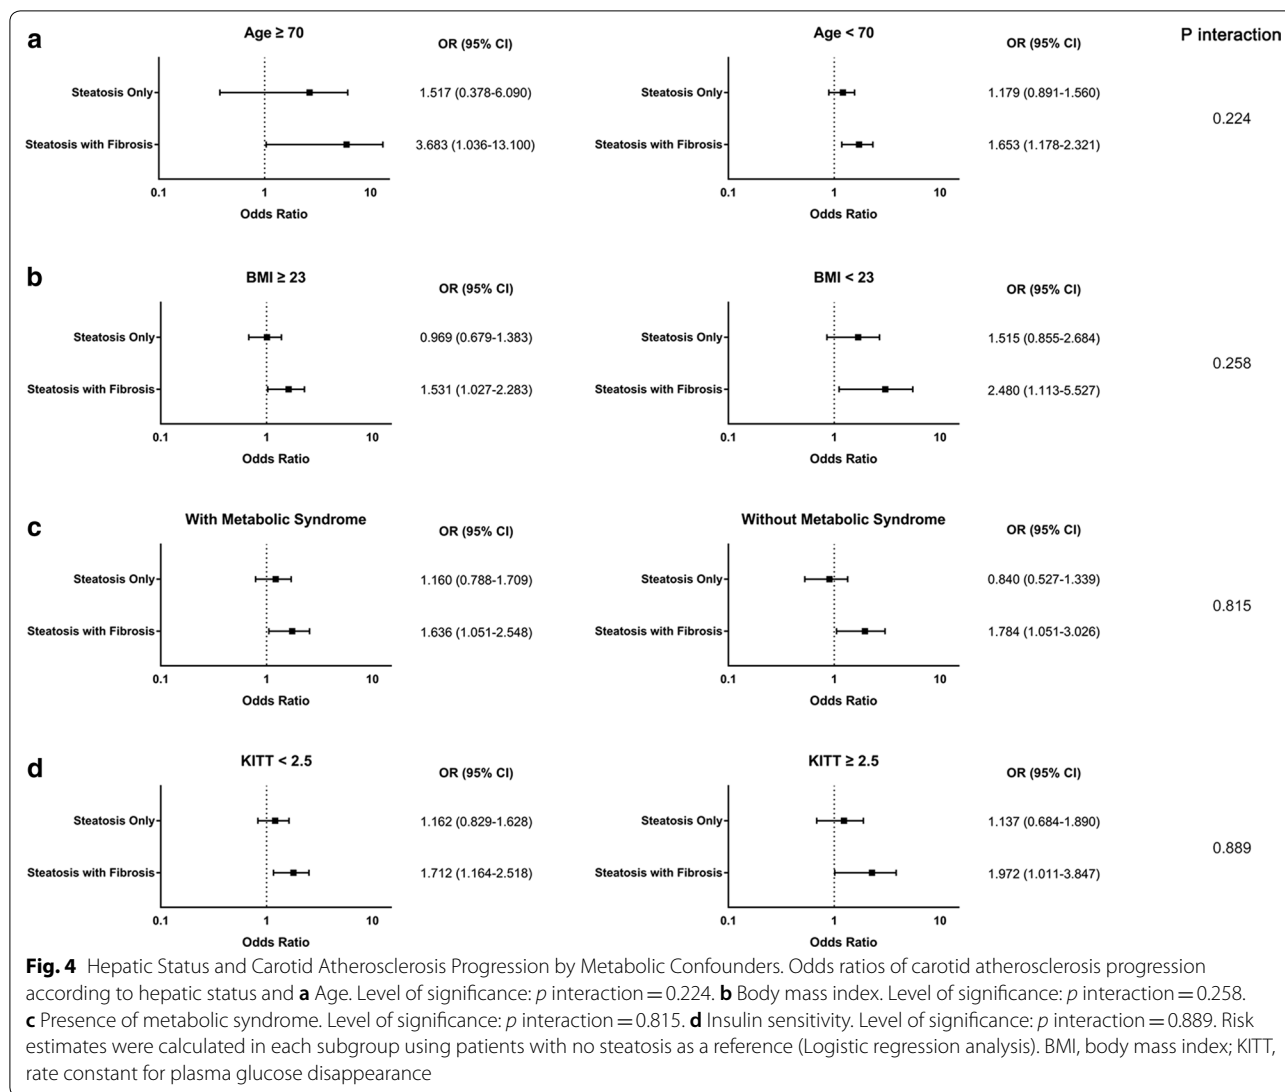 a
Age ≥ 70
OR (95% CI)
Age < 70
OR (95% CI)
P interaction
Steatosis Only
1.517 (0.378-6.090)
Steatosis Only
1.179 (0.891-1.560)
0.224
Steatosis with Fibrosis
3.683 (1.036-13.100)
Steatosis with Fibrosis
1.653 (1.178-2.321)
0.1 1 10
0.1 1 10
Odds Ratio
Odds Ratio
b
BMI ≥ 23
OR (95% CI)
BMI < 23
OR (95% CI)
Steatosis Only
0.969 (0.679-1.383)
Steatosis Only
1.515 (0.855-2.684)
0.258
Steatosis with Fibrosis
1.531 (1.027-2.283)
Steatosis with Fibrosis
2.480 (1.113-5.527)
0.1 1 10
0.1 1 10
Odds Ratio
Odds Ratio
c
With Metabolic Syndrome
OR (95% CI)
Without Metabolic Syndrome
OR (95% CI)
Steatosis Only
1.160 (0.788-1.709)
Steatosis Only
0.840 (0.527-1.339)
0.815
Steatosis with Fibrosis
1.636 (1.051-2.548)
Steatosis with Fibrosis
1.784 (1.051-3.026)
0.1 1 10
0.1 1 10
Odds Ratio
Odds Ratio
d
KITT < 2.5
OR (95% CI)
KITT ≥ 2.5
OR (95% CI)
Steatosis Only
1.162 (0.829-1.628)
Steatosis Only
1.137 (0.684-1.890)
0.889
Steatosis with Fibrosis
1.712 (1.164-2.518)
Steatosis with Fibrosis
1.972 (1.011-3.847)
0.1 1 10
0.1 1 10
Odds Ratio
Odds Ratio
Fig. 4 Hepatic Status and Carotid Atherosclerosis Progression by Metabolic Confounders. Odds ratios of carotid atherosclerosis progression
according to hepatic status and a Age. Level of significance: p interaction = 0.224. b Body mass index. Level of significance: p interaction = 0.258.
c Presence of metabolic syndrome. Level of significance: p interaction = 0.815. d Insulin sensitivity. Level of significance: p interaction = 0.889. Risk
estimates were calculated in each subgroup using patients with no steatosis as a reference (Logistic regression analysis). BMI, body mass index; KITT,
rate constant for plasma glucose disappearance